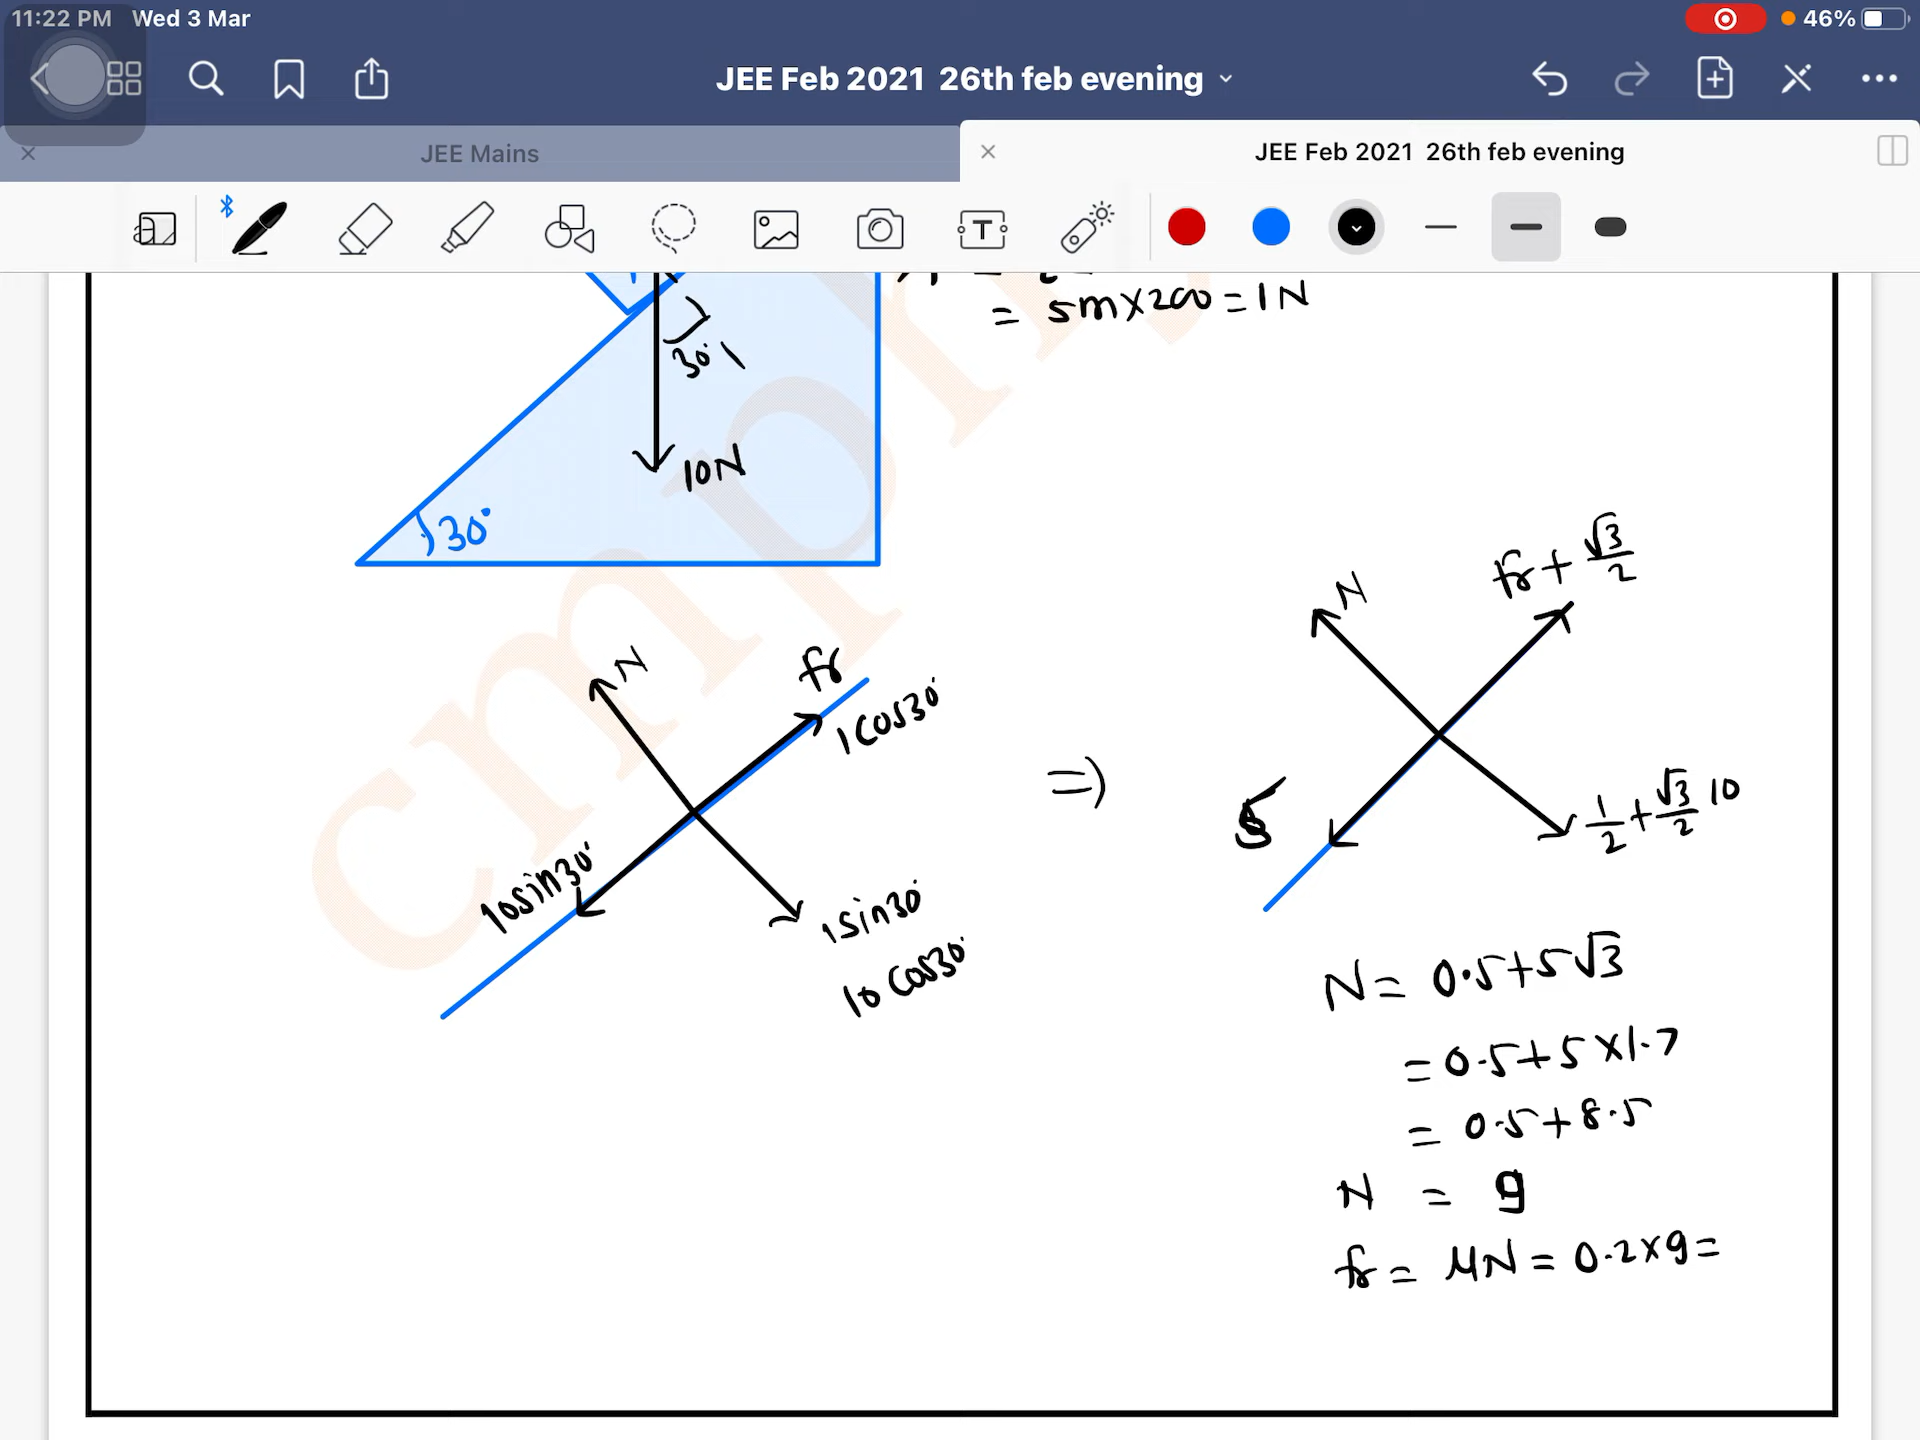 11:22 PM Wed 3 Mar
46%
JEE Feb 2021 26th feb evening
JEE Mains
JEE Feb 2021 26th feb evening
= 5m×200 = 1N
30°
10N
30°
N
fr
1cos30°
10sin30°
1sin30°
10cos30°
=)
N
fr + √3/2
5
1/2 + √3/2 10
N = 0.5+5√3
= 0.5+5×1.7
= 0.5+8.5
N = 9
fr = μN = 0.2×9=